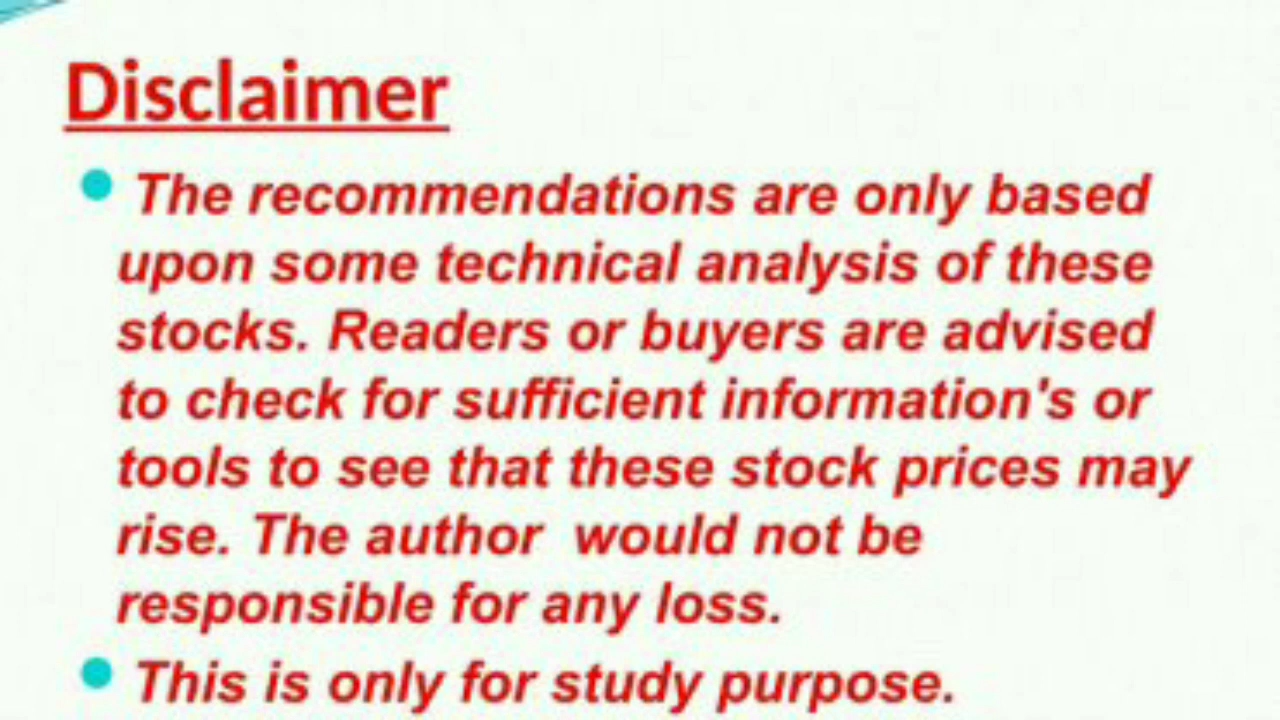 Disclaimer
The recommendations are only based
upon some technical analysis of these
stocks. Readers or buyers are advised
to check for sufficient information's or
tools to see that these stock prices may
rise. The author  would not be
responsible for any loss.
This is only for study purpose.